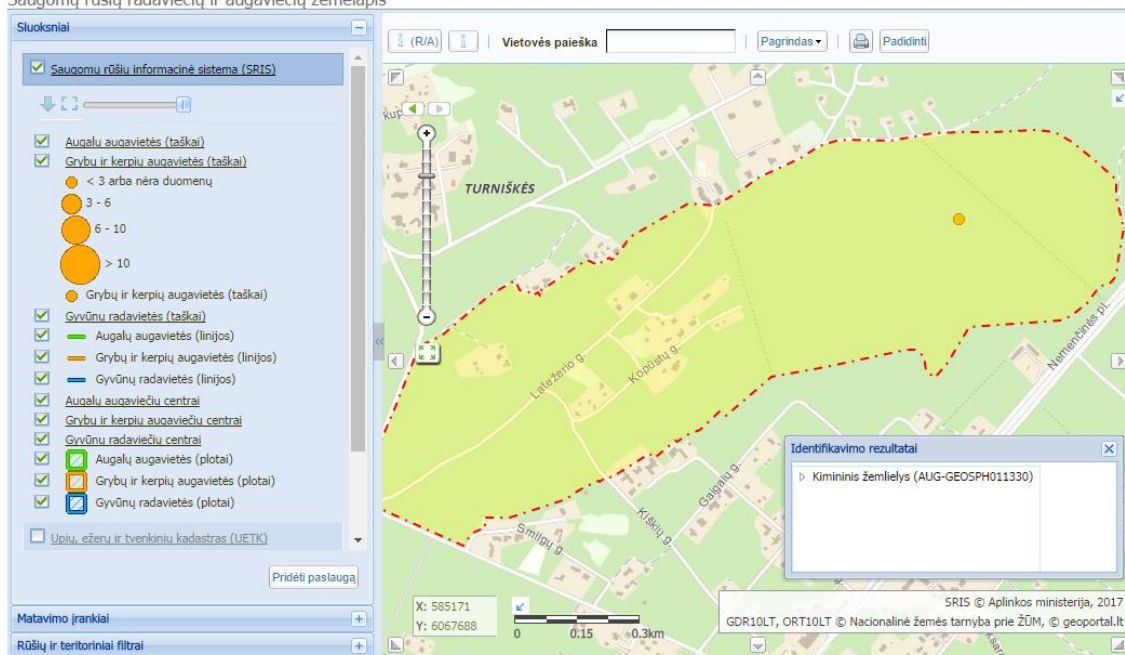 Saugomų rūšių radaviečių ir augaviečių žemėlapis
Sluoksniai
Saugomų rūšių informacinė sistema (SRIS)
Augalų augavietės (taškai)
Grybų ir kerpių augavietės (taškai)
< 3 arba nėra duomenų
3 - 6
6 - 10
> 10
Grybų ir kerpių augavietės (taškai)
Gyvūnų radavietės (taškai)
Augalų augavietės (linijos)
Grybų ir kerpių augavietės (linijos)
Gyvūnų radavietės (linijos)
Augalų augaviečių centrai
Grybų ir kerpių augaviečių centrai
Gyvūnų radaviečių centrai
Augalų augavietės (plotai)
Grybų ir kerpių augavietės (plotai)
Gyvūnų radavietės (plotai)
Upių, ežerų ir tvenkinių kadastras (UETK)
Pridėti paslaugą
Matavimo įrankiai
Rūšių ir teritoriniai filtrai
i (R/A) i Vietovės paieška Pagrindas Padidinti
TURNIŠKĖS
Latežerio g.
Kopūstų g.
Nemenčinės pl.
Gaigalų g.
Kiškių g.
Smilgų g.
Identifikavimo rezultatai
Kimininis žemlielys (AUG-GEOSPH011330)
X: 585171
Y: 6067688
0 0.15 0.3km
SRIS © Aplinkos ministerija, 2017
GDR10LT, ORT10LT © Nacionalinė žemės tarnyba prie ŽŪM, © geoportal.lt